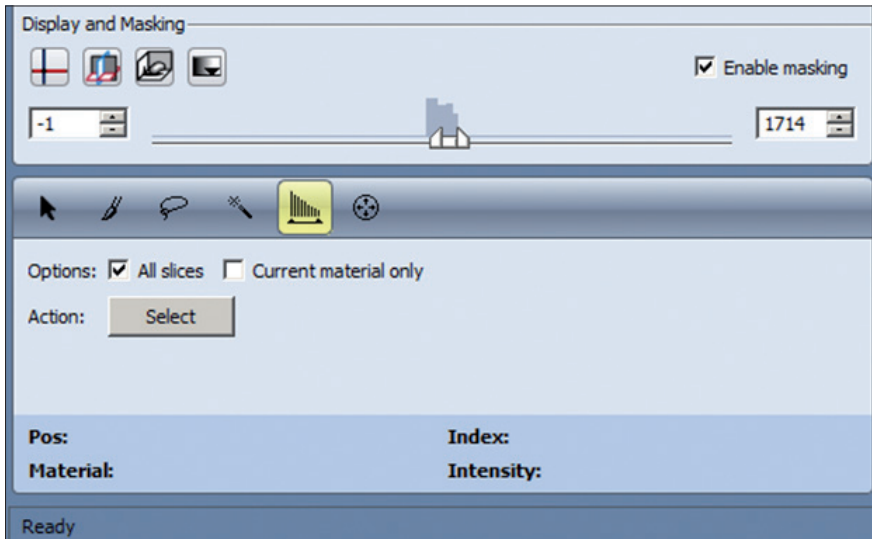 Display and Masking
Enable masking
-1 1714
Options: All slices Current material only
Action: Select
Pos: Index:
Material: Intensity:
Ready